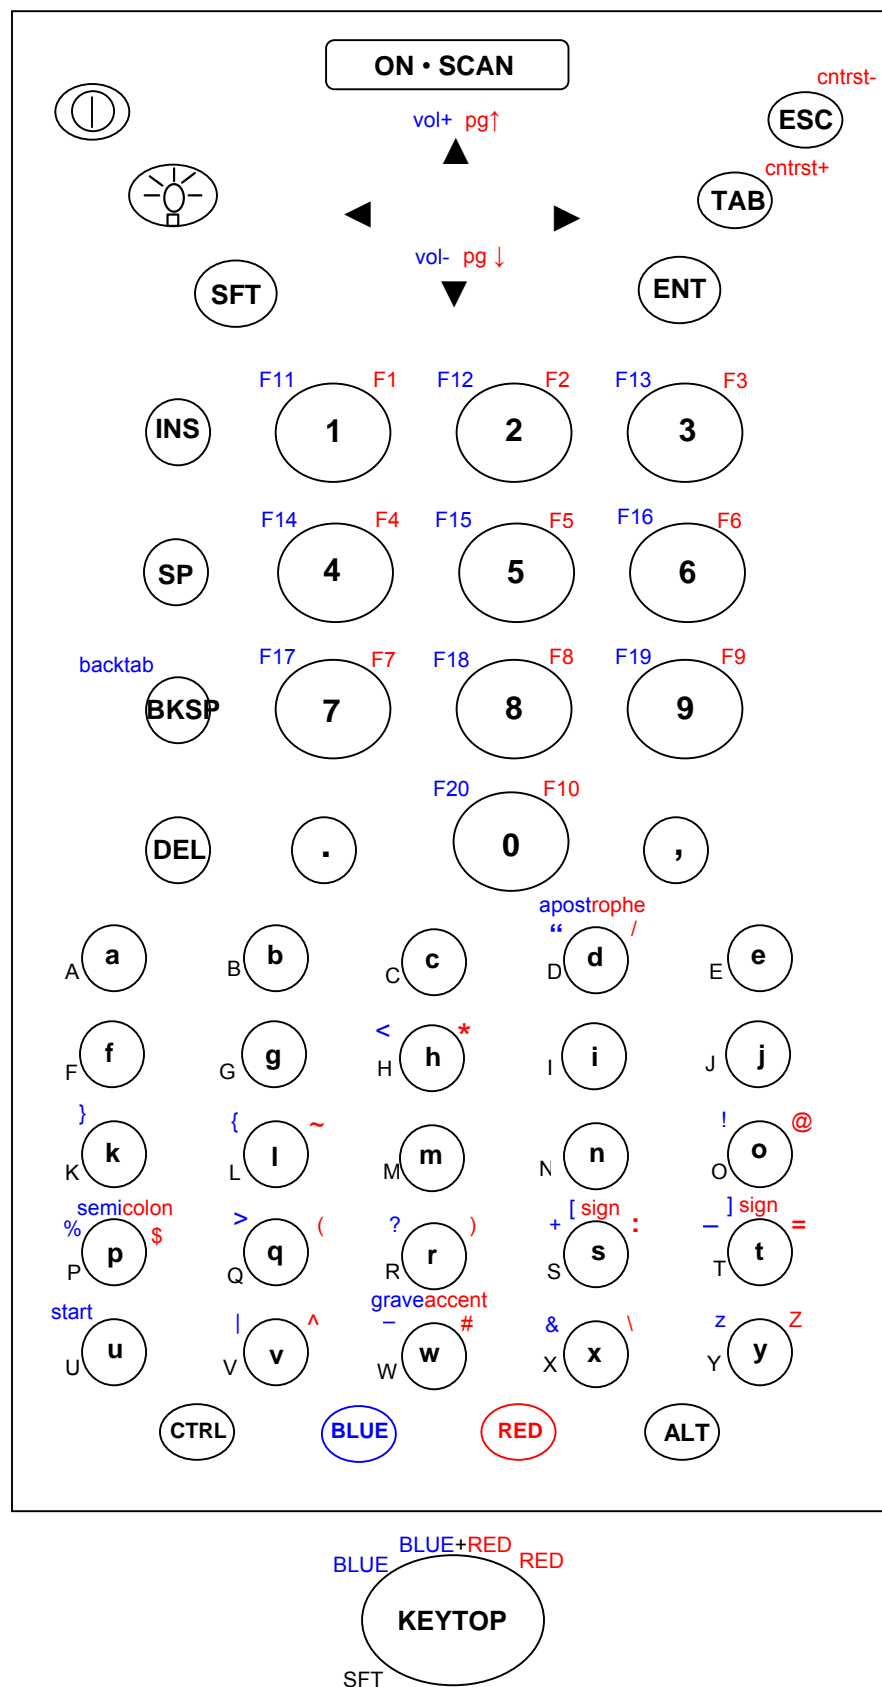 ON • SCAN
cntrst-
ESC
vol+ pg↑
cntrst+
TAB
vol- pg ↓
SFT
ENT
F11 F1 F12 F2 F13 F3
INS 1 2 3
F14 F4 F15 F5 F16 F6
SP 4 5 6
backtab F17 F7 F18 F8 F19 F9
BKSP 7 8 9
F20 F10
DEL . 0 ,
apostrophe
“ /
A a B b C c D d E e
< *
F f G g H h I i J j
} { ~ ! @
K k L l M m N n O o
semicolon [ sign ] sign
% $ > ( ? ) + : – =
P p Q q R r S s T t
graveaccent
start | ^ – # & \ z Z
U u V v W w X x Y y
CTRL BLUE RED ALT
BLUE+RED
BLUE RED
KEYTOP
SFT